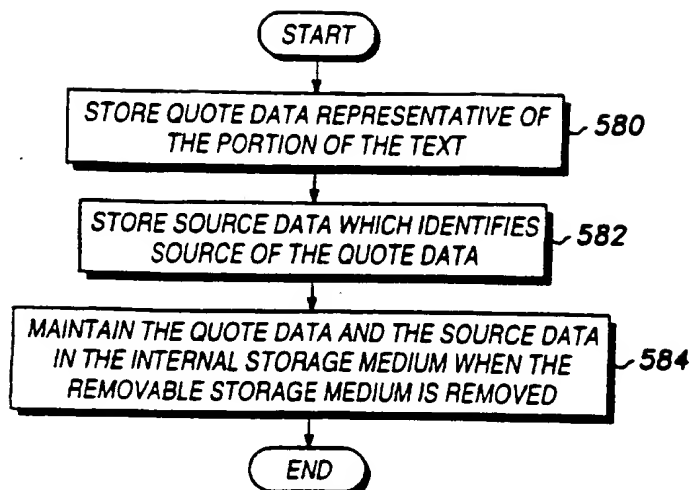 START
STORE QUOTE DATA REPRESENTATIVE OF
THE PORTION OF THE TEXT
580
STORE SOURCE DATA WHICH IDENTIFIES
SOURCE OF THE QUOTE DATA
582
MAINTAIN THE QUOTE DATA AND THE SOURCE DATA
IN THE INTERNAL STORAGE MEDIUM WHEN THE
REMOVABLE STORAGE MEDIUM IS REMOVED
584
END